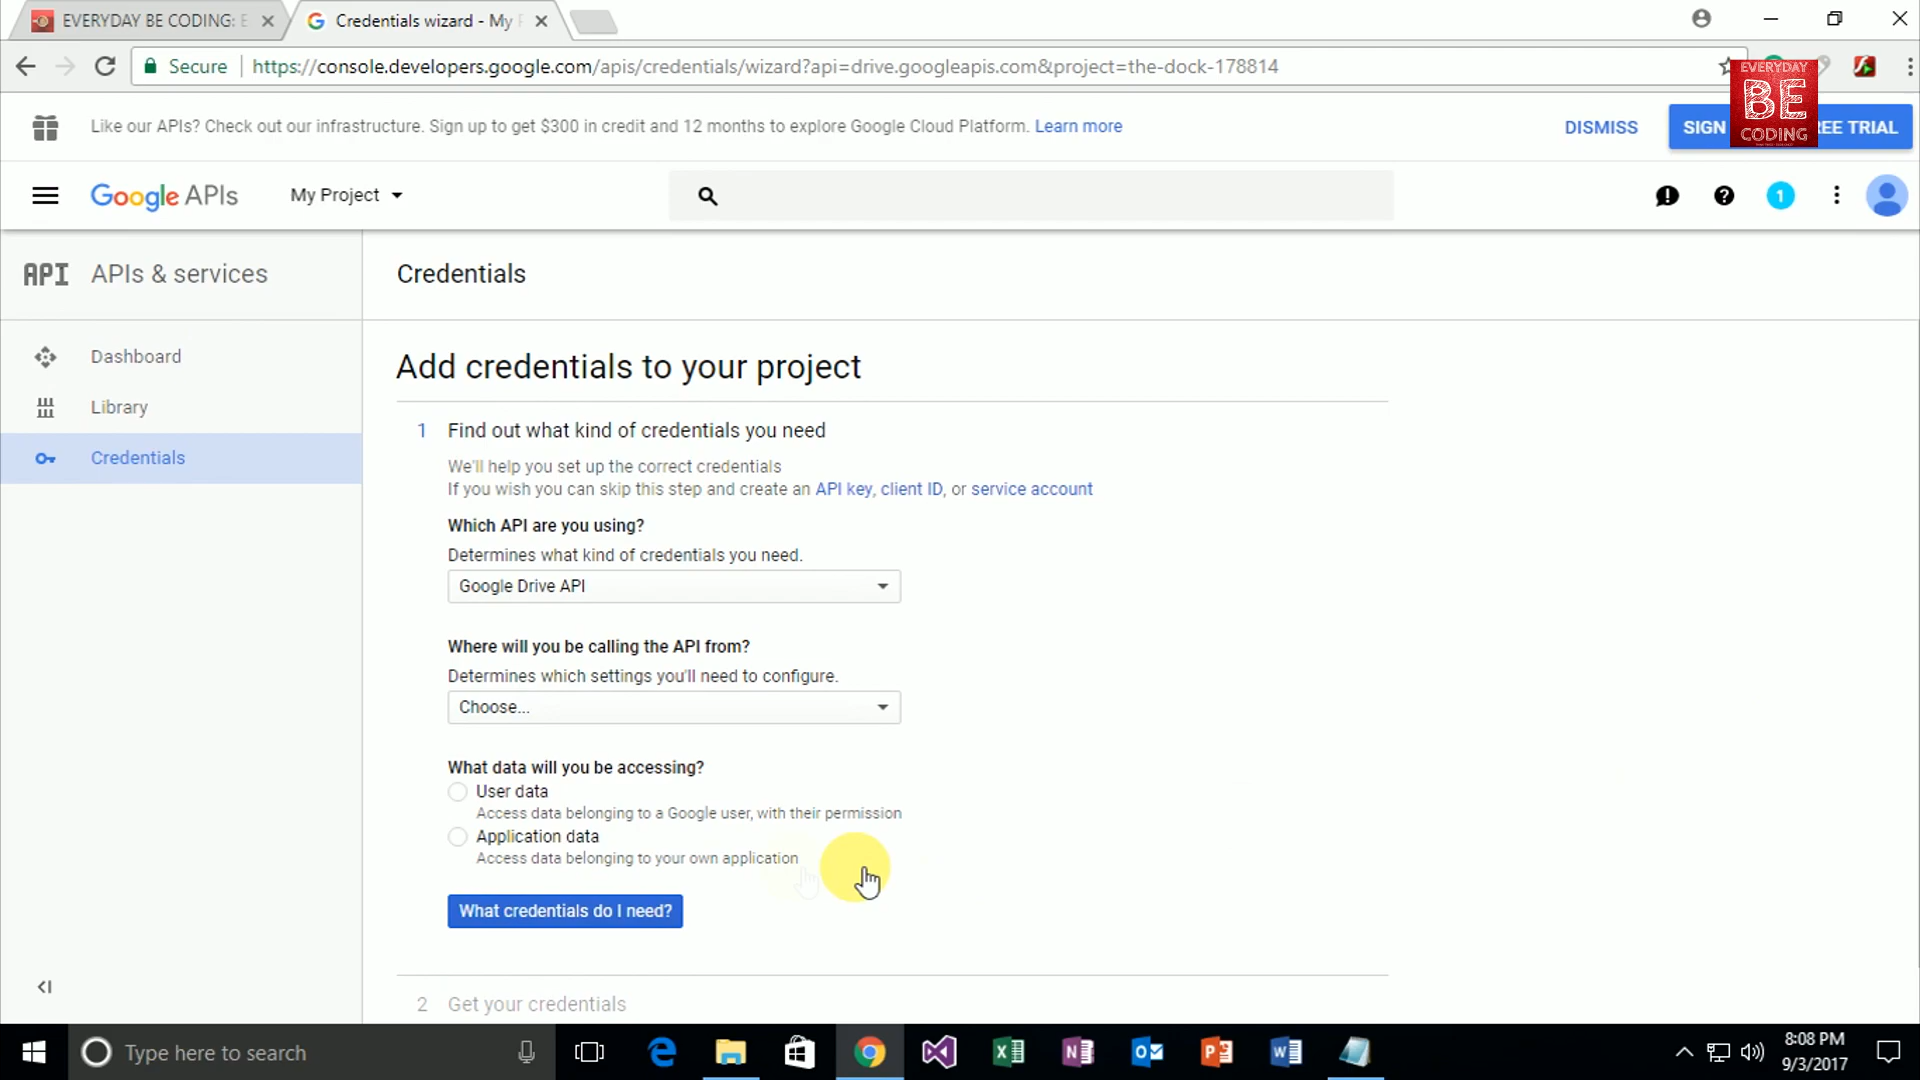 EVERYDAY BE CODING: E
Credentials wizard - My P
Secure
https://console.developers.google.com/apis/credentials/wizard?api=drive.googleapis.com&project=the-dock-178814
EVERYDAY
BE
CODING
Like our APIs? Check out our infrastructure. Sign up to get $300 in credit and 12 months to explore Google Cloud Platform. Learn more
DISMISS
SIGN REE TRIAL
Google APIs
My Project
1
API APIs & services
Credentials
Dashboard
Library
Credentials
Add credentials to your project
1 Find out what kind of credentials you need
We'll help you set up the correct credentials
If you wish you can skip this step and create an API key, client ID, or service account
Which API are you using?
Determines what kind of credentials you need.
Google Drive API
Where will you be calling the API from?
Determines which settings you'll need to configure.
Choose...
What data will you be accessing?
User data
Access data belonging to a Google user, with their permission
Application data
Access data belonging to your own application
What credentials do I need?
2 Get your credentials
Type here to search
8:08 PM
9/3/2017